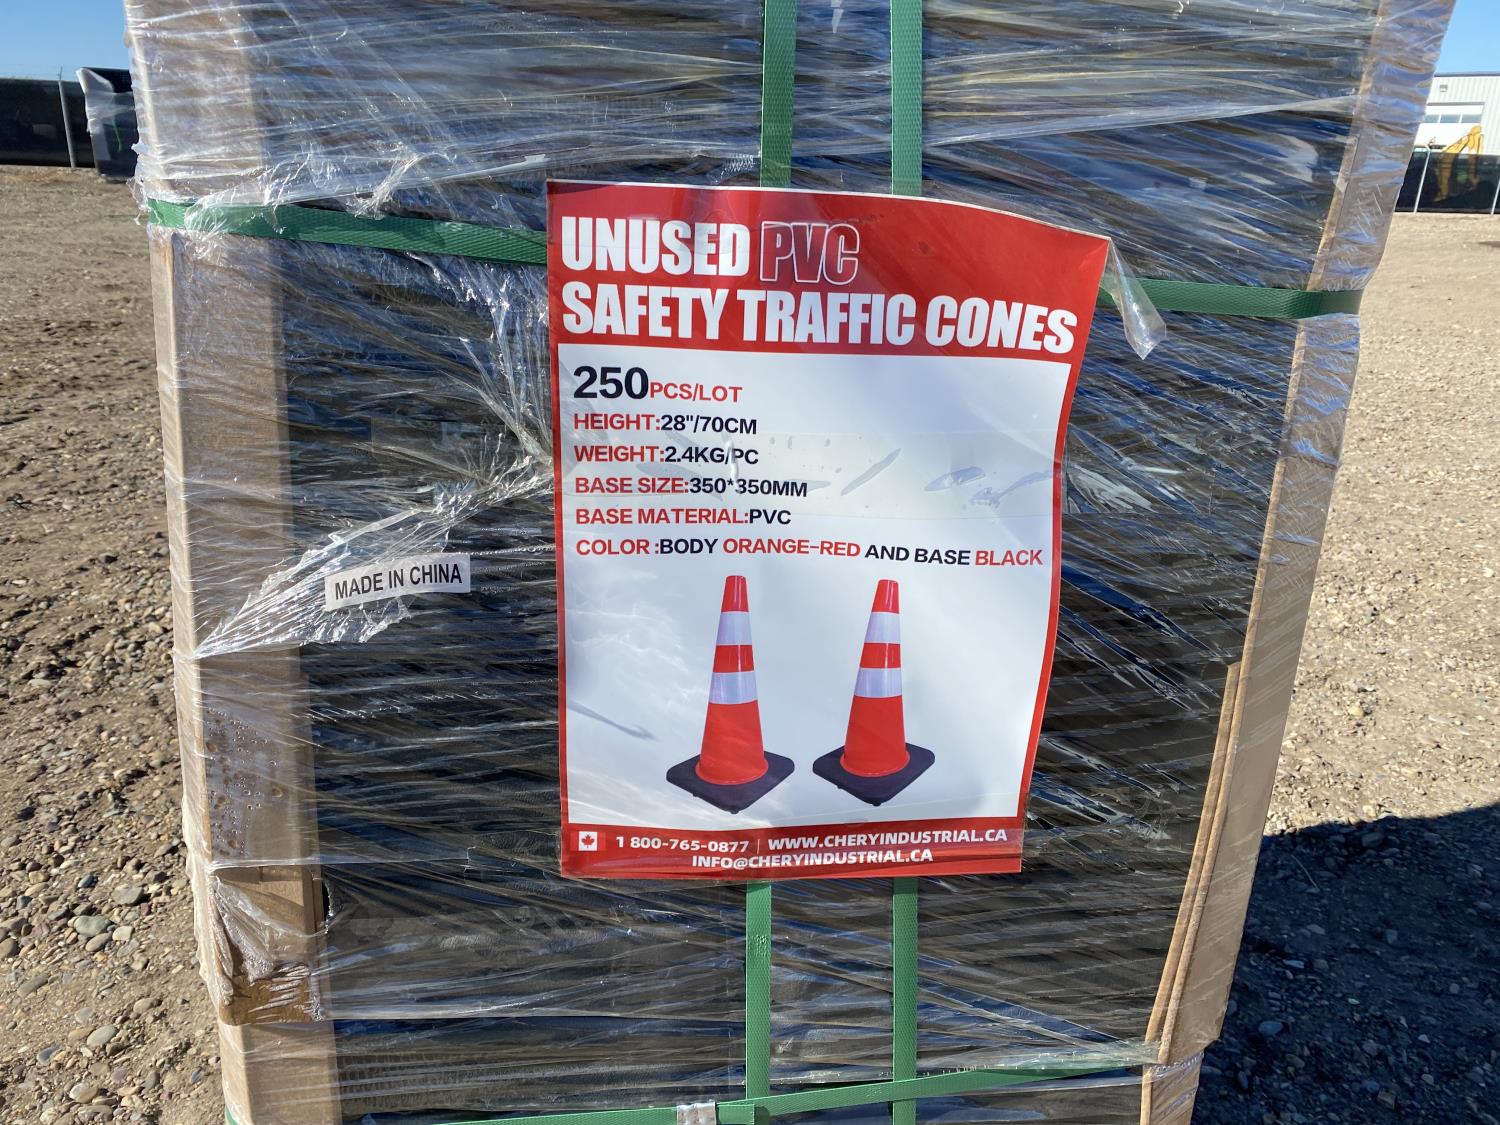 UNUSED PVC
SAFETY TRAFFIC CONES
250PCS/LOT
HEIGHT:28"/70CM
WEIGHT:2.4KG/PC
BASE SIZE:350*350MM
BASE MATERIAL:PVC
COLOR :BODY ORANGE-RED AND BASE BLACK
MADE IN CHINA
1 800-765-0877 | WWW.CHERYINDUSTRIAL.CA
INFO@CHERYINDUSTRIAL.CA